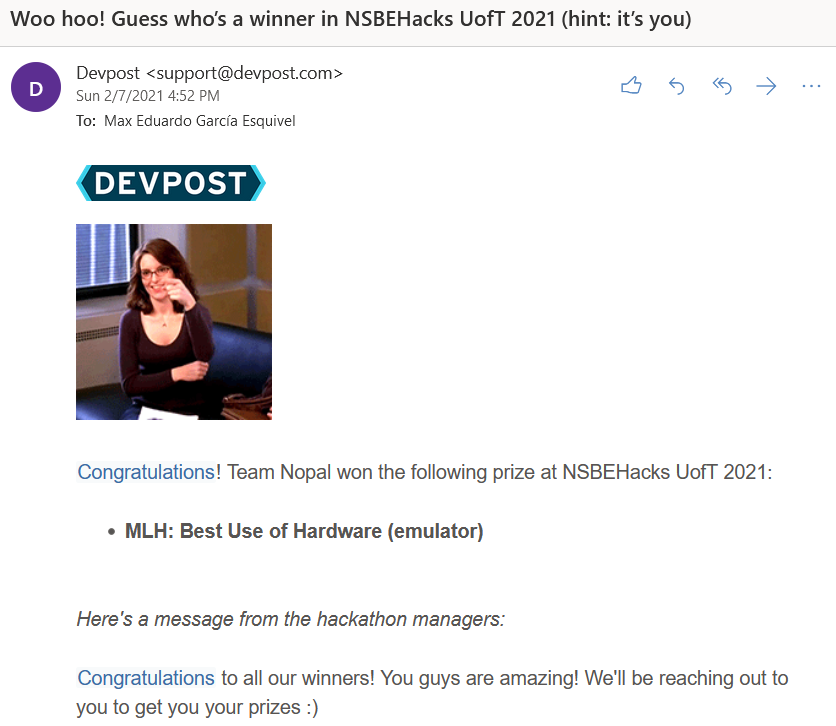 Woo hoo! Guess who's a winner in NSBEHacks UofT 2021 (hint: it's you)
D
Devpost <support@devpost.com>
Sun 2/7/2021 4:52 PM
To: Max Eduardo García Esquivel
DEVPOST
Congratulations! Team Nopal won the following prize at NSBEHacks UofT 2021:
• MLH: Best Use of Hardware (emulator)
Here's a message from the hackathon managers:
Congratulations to all our winners! You guys are amazing! We'll be reaching out to
you to get you your prizes :)